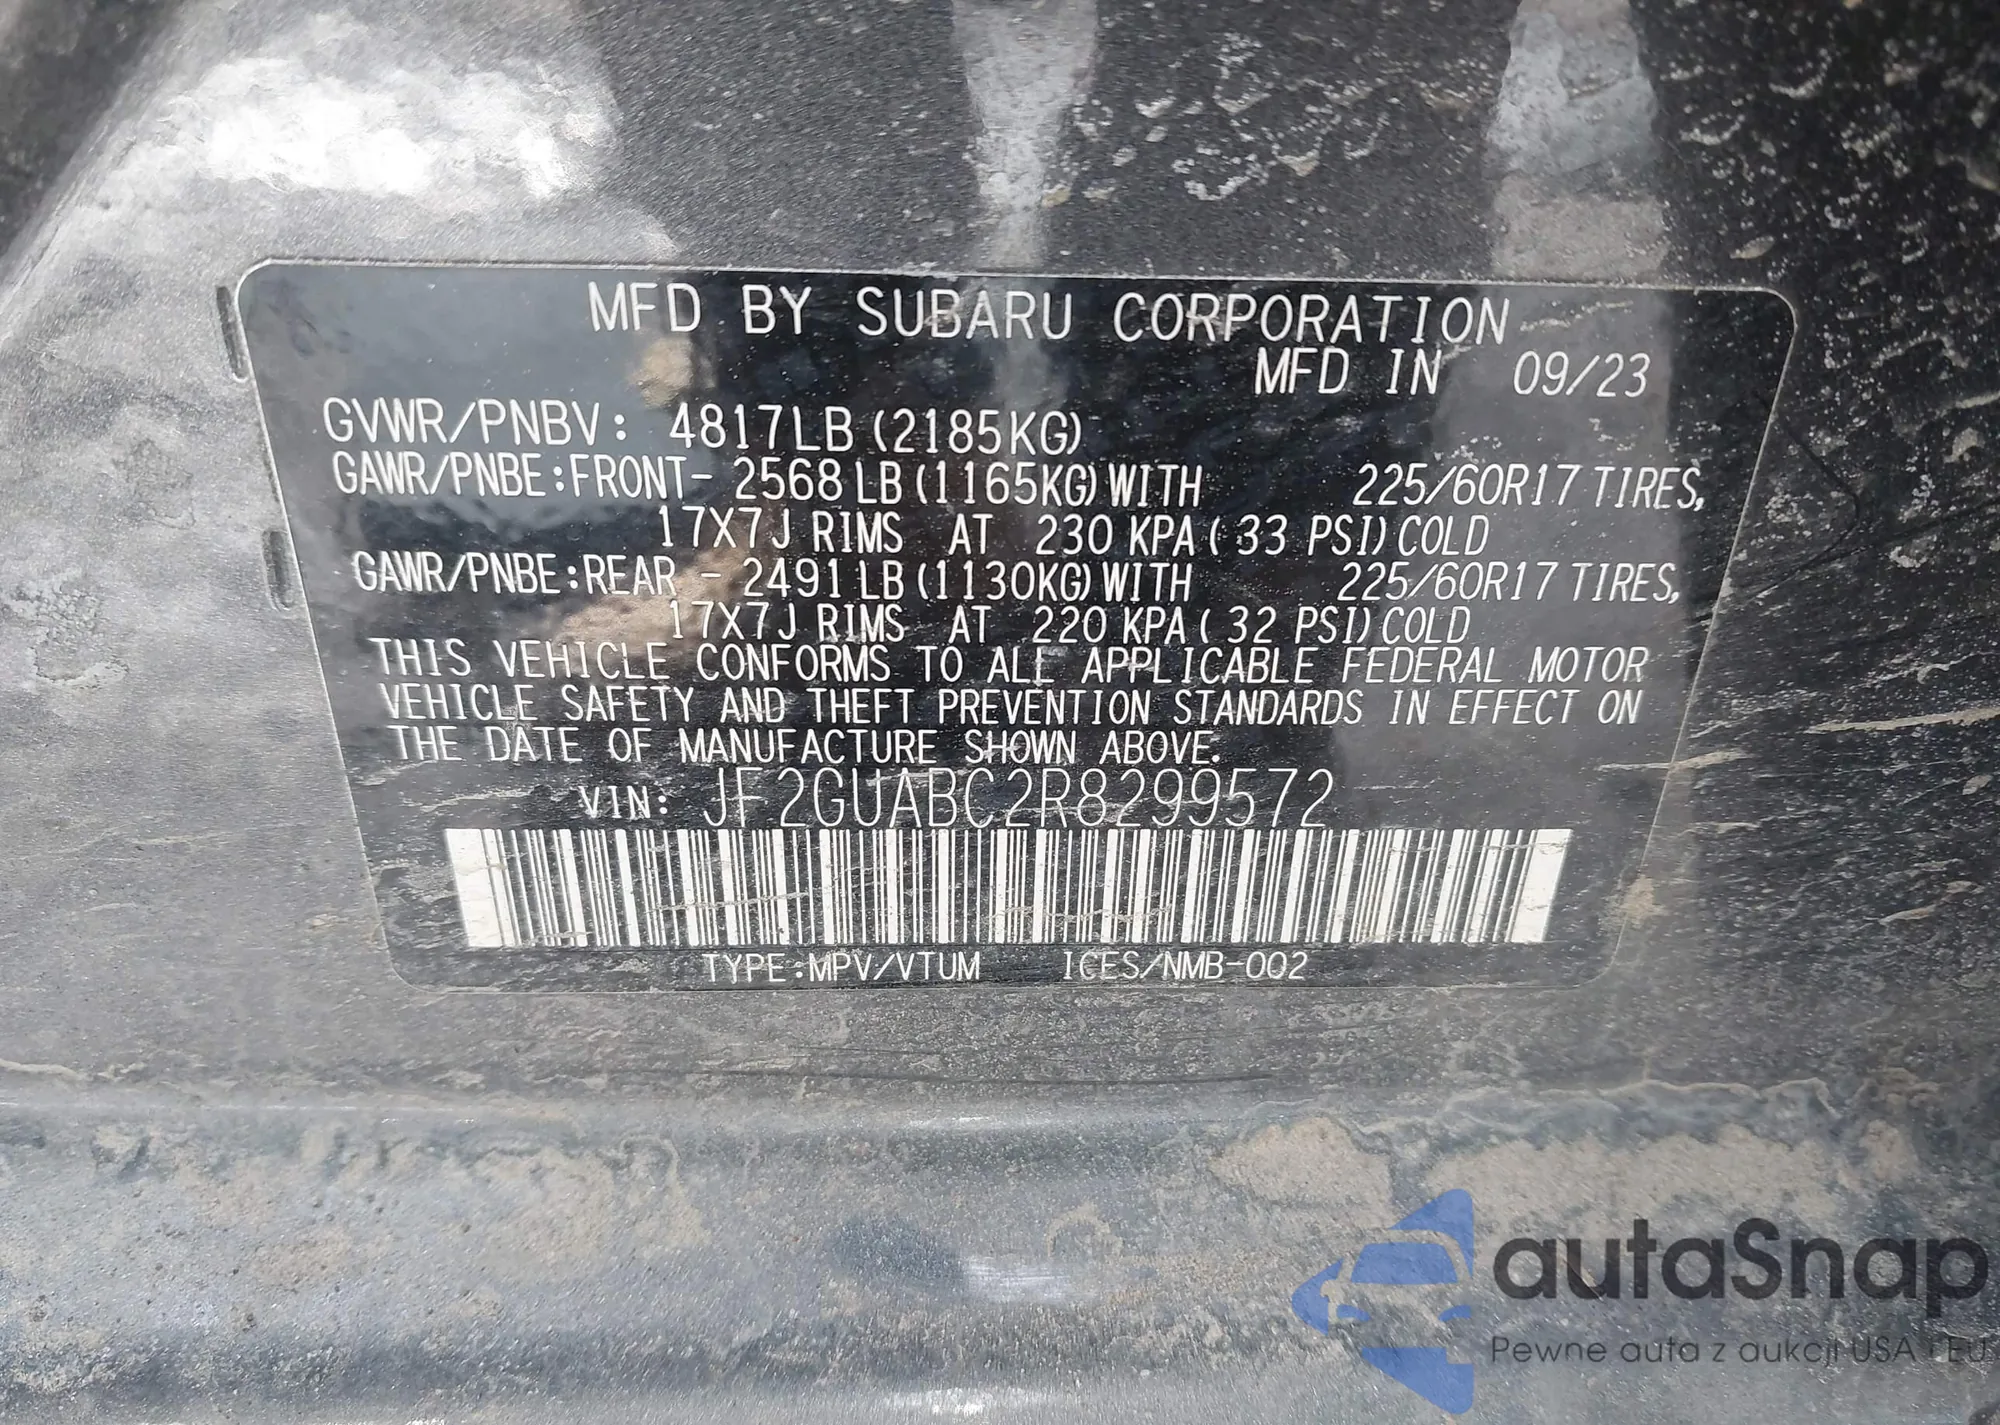 MFD BY SUBARU CORPORATION
MFD IN 09/23
GVWR/PNBV: 4817LB (2185KG)
GAWR/PNBE:FRONT- 2568LB (1165KG) WITH 225/60R17 TIRES,
17X7J RIMS AT 230 KPA ( 33 PSI) COLD
GAWR/PNBE:REAR - 2491LB (1130KG) WITH 225/60R17 TIRES,
17X7J RIMS AT 220 KPA ( 32 PSI) COLD
THIS VEHICLE CONFORMS TO ALL APPLICABLE FEDERAL MOTOR
VEHICLE SAFETY AND THEFT PREVENTION STANDARDS IN EFFECT ON
THE DATE OF MANUFACTURE SHOWN ABOVE.
VIN: JF2GUABC2R8299572
TYPE:MPV/VTUM ICES/NMB-002
autaSnap
Pewne auta z aukcji USA i EU